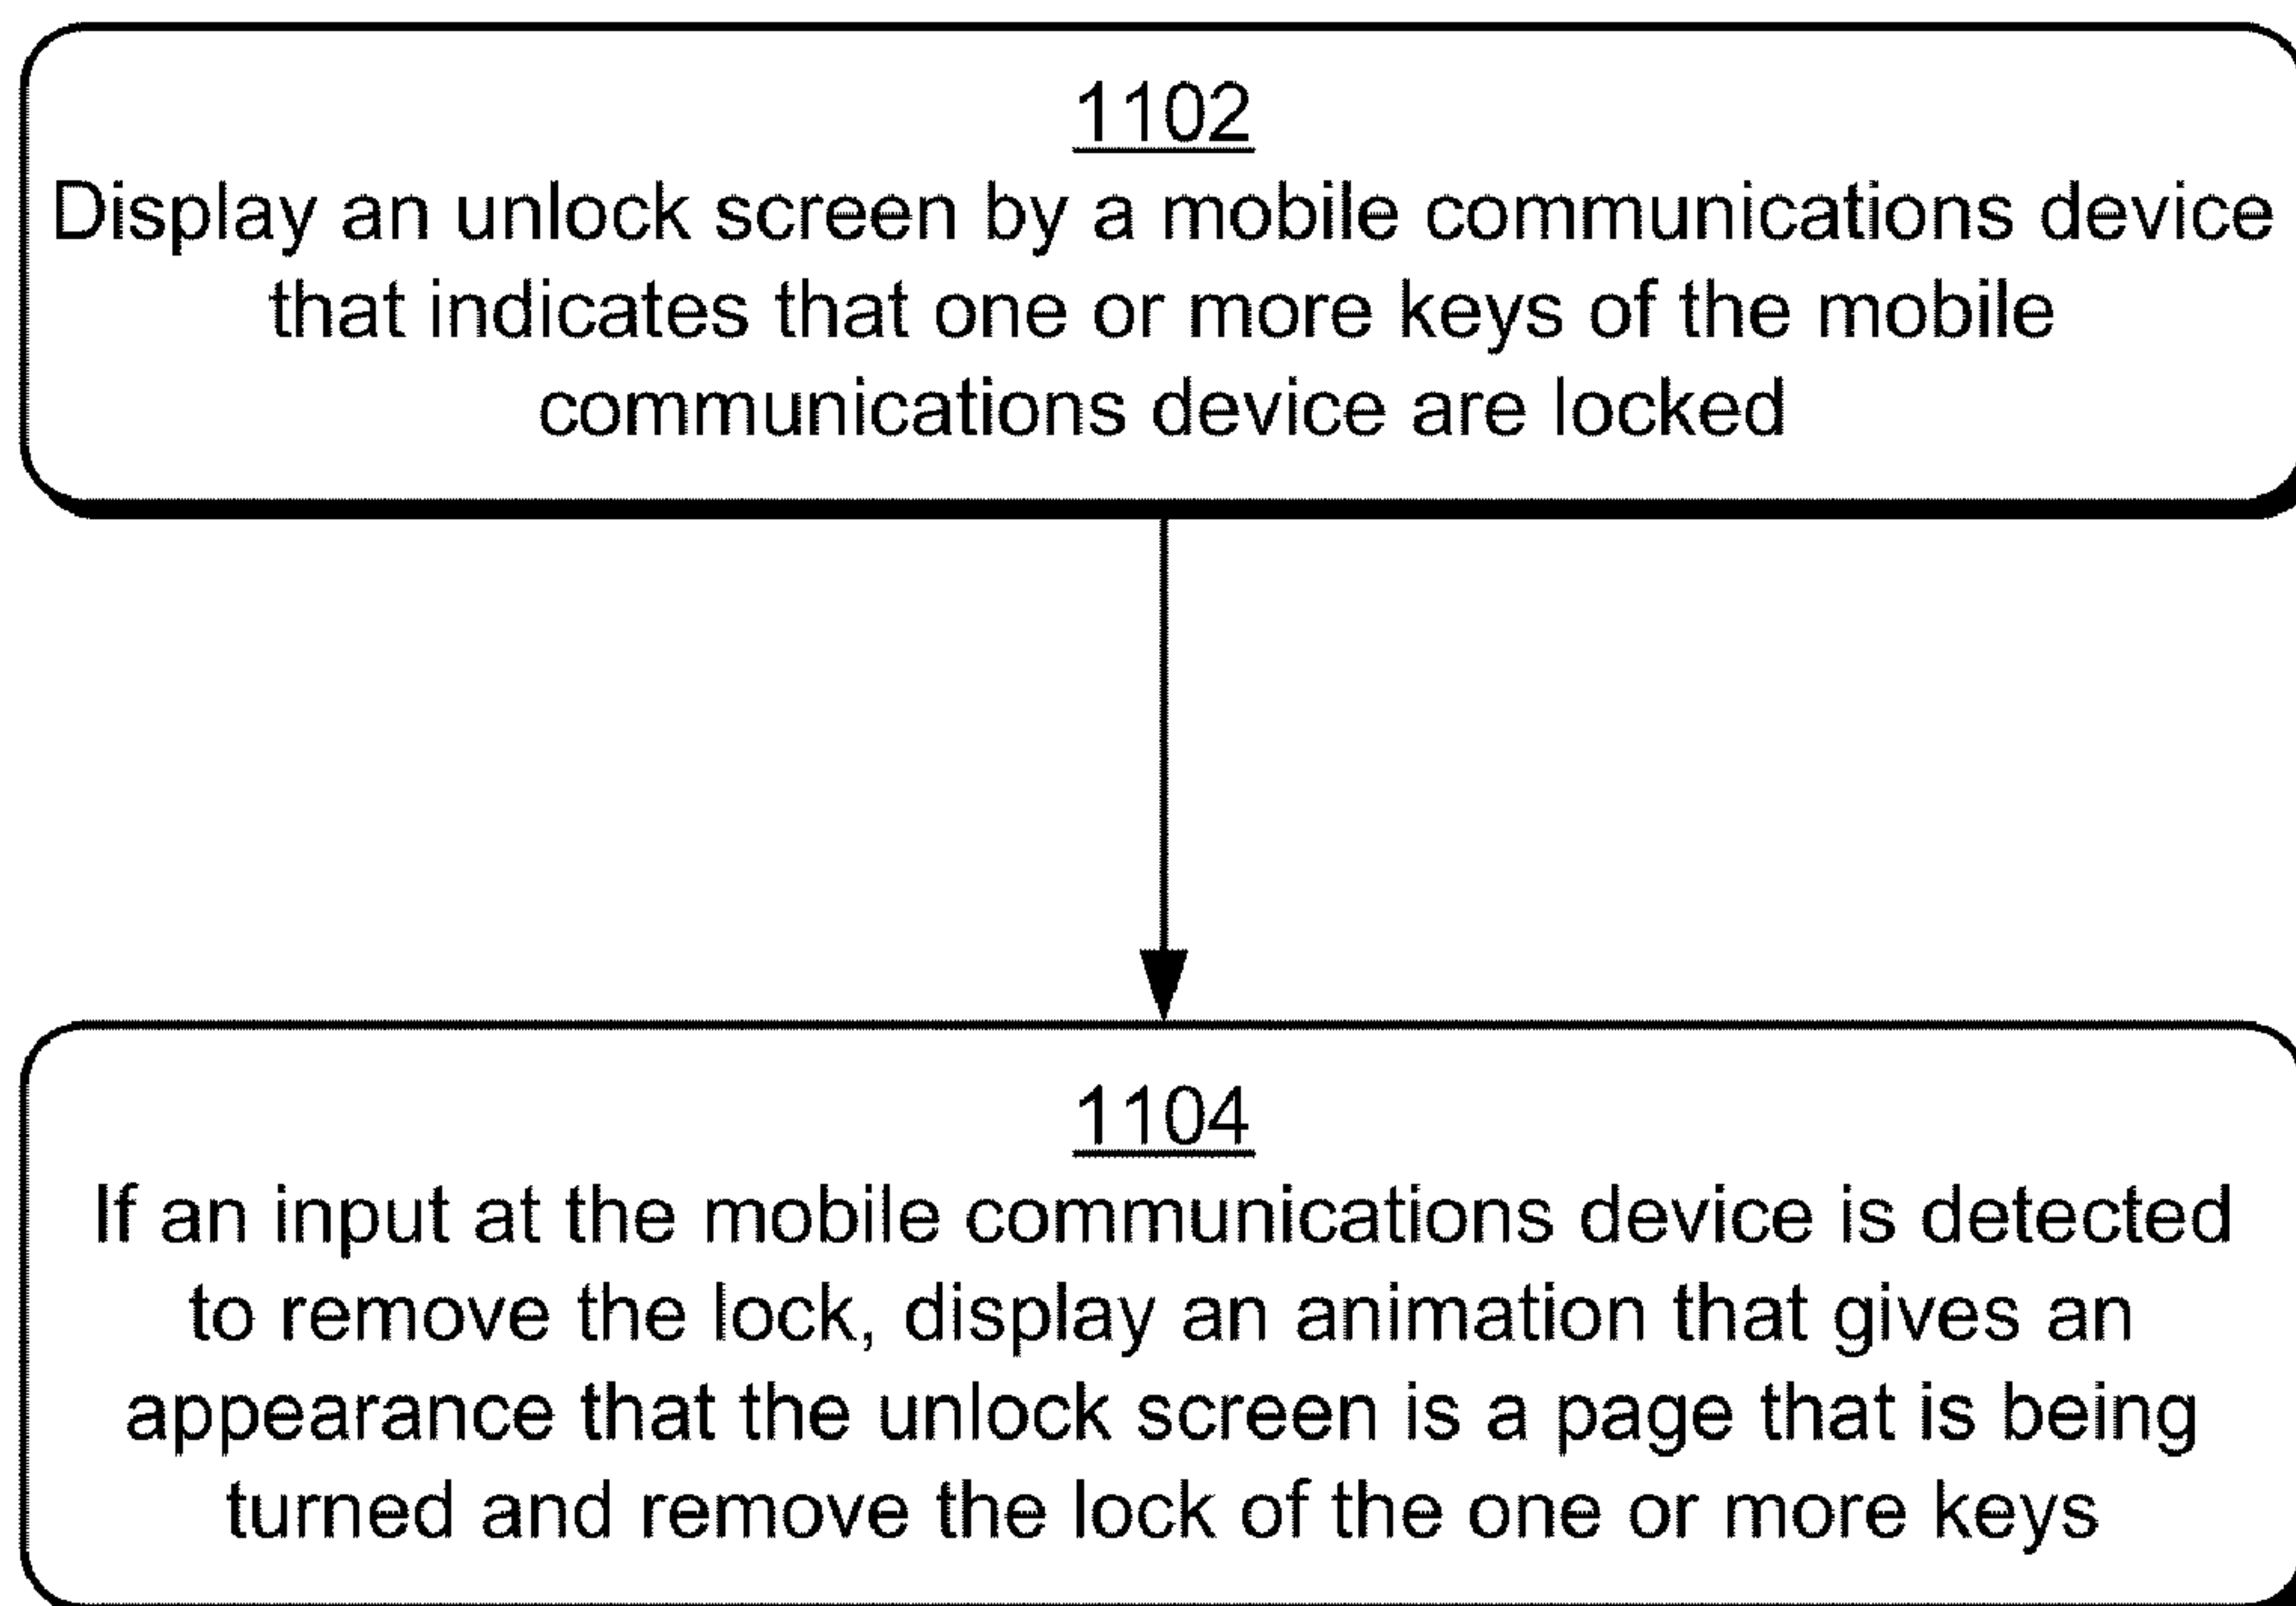 1102
Display an unlock screen by a mobile communications device
that indicates that one or more keys of the mobile
communications device are locked
1104
If an input at the mobile communications device is detected
to remove the lock, display an animation that gives an
appearance that the unlock screen is a page that is being
turned and remove the lock of the one or more keys